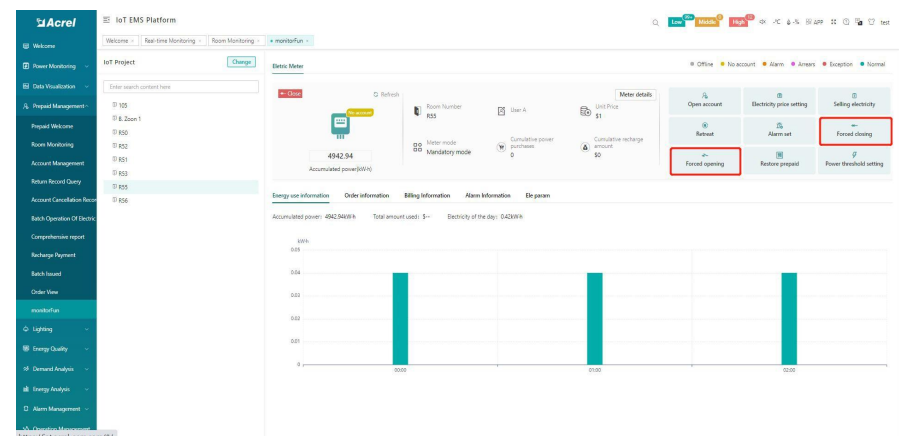 Acrel
IoT EMS Platform
Low 99+ Middle High
APP
test
Welcome
Real-time Monitoring
Room Monitoring
monitorFun
Welcome
Power Monitoring
Data Visualization
Prepaid Management
Prepaid Welcome
Room Monitoring
Account Management
Return Record Query
Account Cancellation Recor
Batch Operation Of Electric
Comprehensive report
Recharge Payment
Batch Issued
Order View
monitorFun
Lighting
Energy Quality
Demand Analysis
Energy Analysis
Alarm Management
Operation Management
IoT Project
Change
Enter search content here
105
B. Zoon 1
R50
R52
R51
R53
R55
R56
Eletric Meter
Offline No account Alarm Arrears Exception Normal
Close
Refresh
No account
4942.94
Accumulated power(kW·h)
Meter details
Room Number
R55
User A
Unit Price
$1
Meter mode
Mandatory mode
Cumulative power purchases
0
Cumulative recharge amount
$0
Open account
Electricity price setting
Selling electricity
Retreat
Alarm set
Forced closing
Forced opening
Restore prepaid
Power threshold setting
Energy use information
Order information
Billing Information
Alarm Information
Ele param
Accumulated power: 4942.94kW·h Total amount used: $-- Electricity of the day: 0.42kW·h
kW·h
0.05
0.04
0.03
0.02
0.01
0
00:00
01:00
02:00